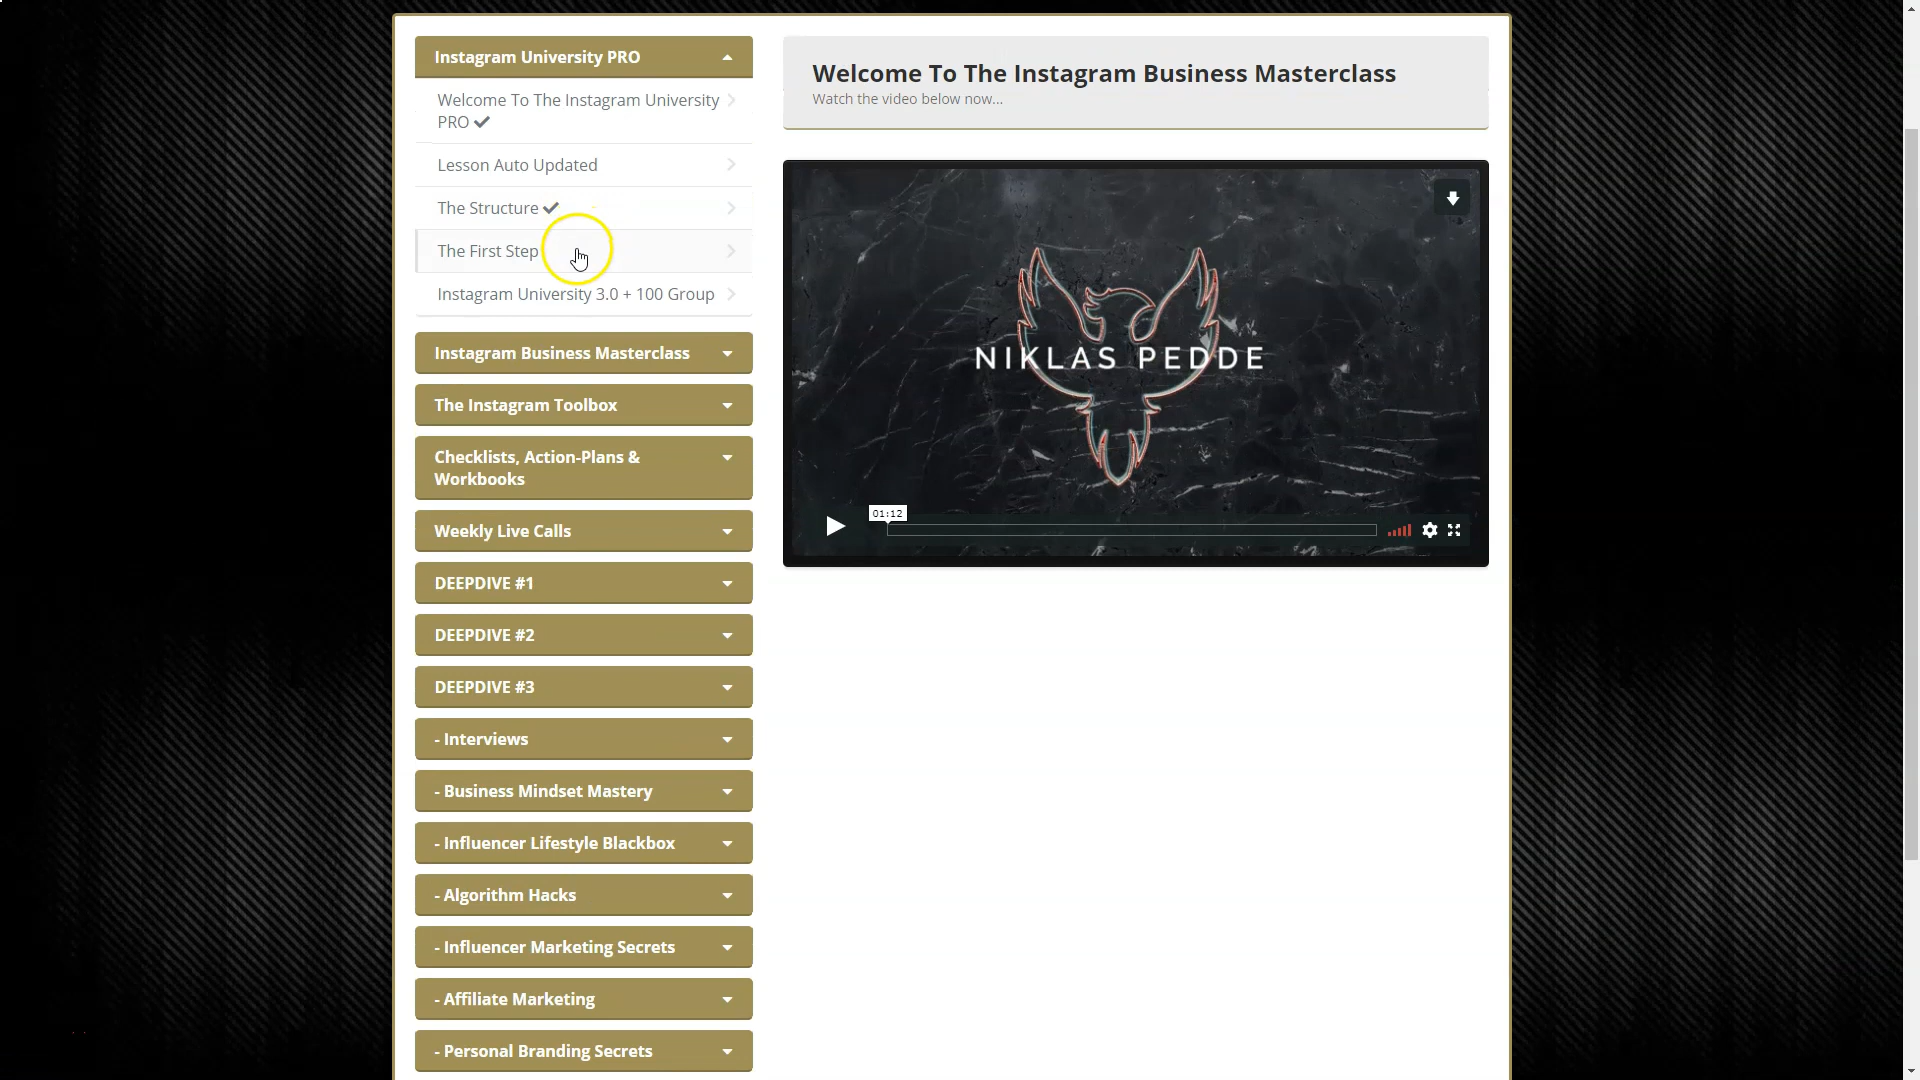 Instagram University PRO
Welcome To The Instagram University
PRO
Lesson Auto Updated
The Structure
The First Step
Instagram University 3.0 + 100 Group
Instagram Business Masterclass
The Instagram Toolbox
Checklists, Action-Plans &
Workbooks
Weekly Live Calls
DEEPDIVE #1
DEEPDIVE #2
DEEPDIVE #3
- Interviews
- Business Mindset Mastery
- Influencer Lifestyle Blackbox
- Algorithm Hacks
- Influencer Marketing Secrets
- Affiliate Marketing
- Personal Branding Secrets
Welcome To The Instagram Business Masterclass
Watch the video below now...
NIKLAS PEDDE
01:12